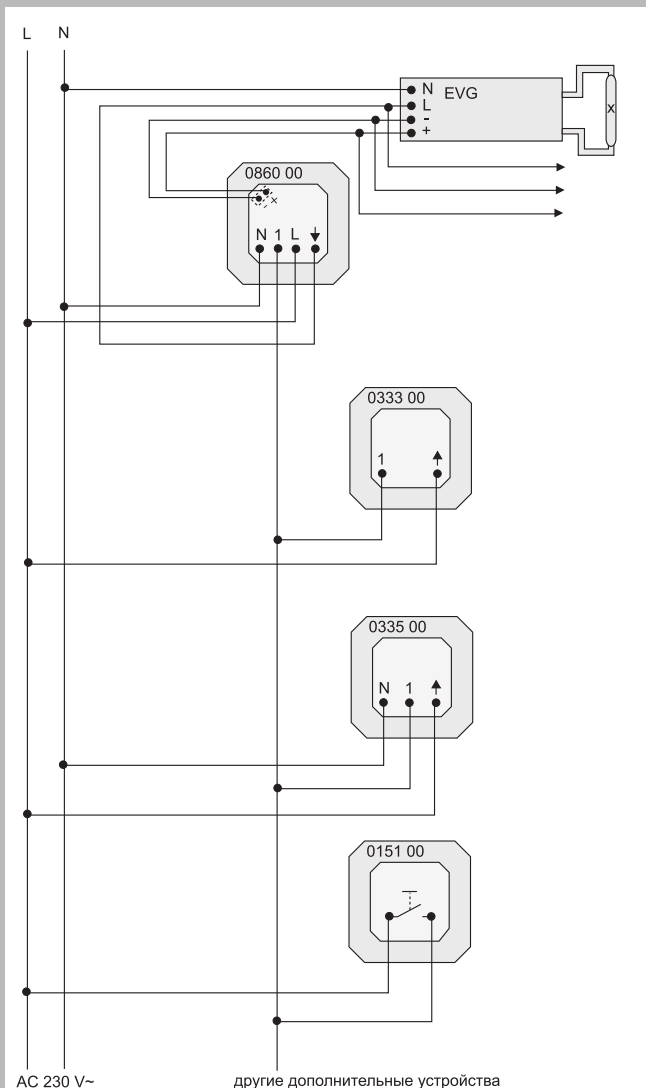 L N
N EVG
L
-
+
x
0860 00
x
N 1 L ↓
0333 00
1 ↑
0335 00
N 1 ↑
0151 00
AC 230 V~
другие дополнительные устройства